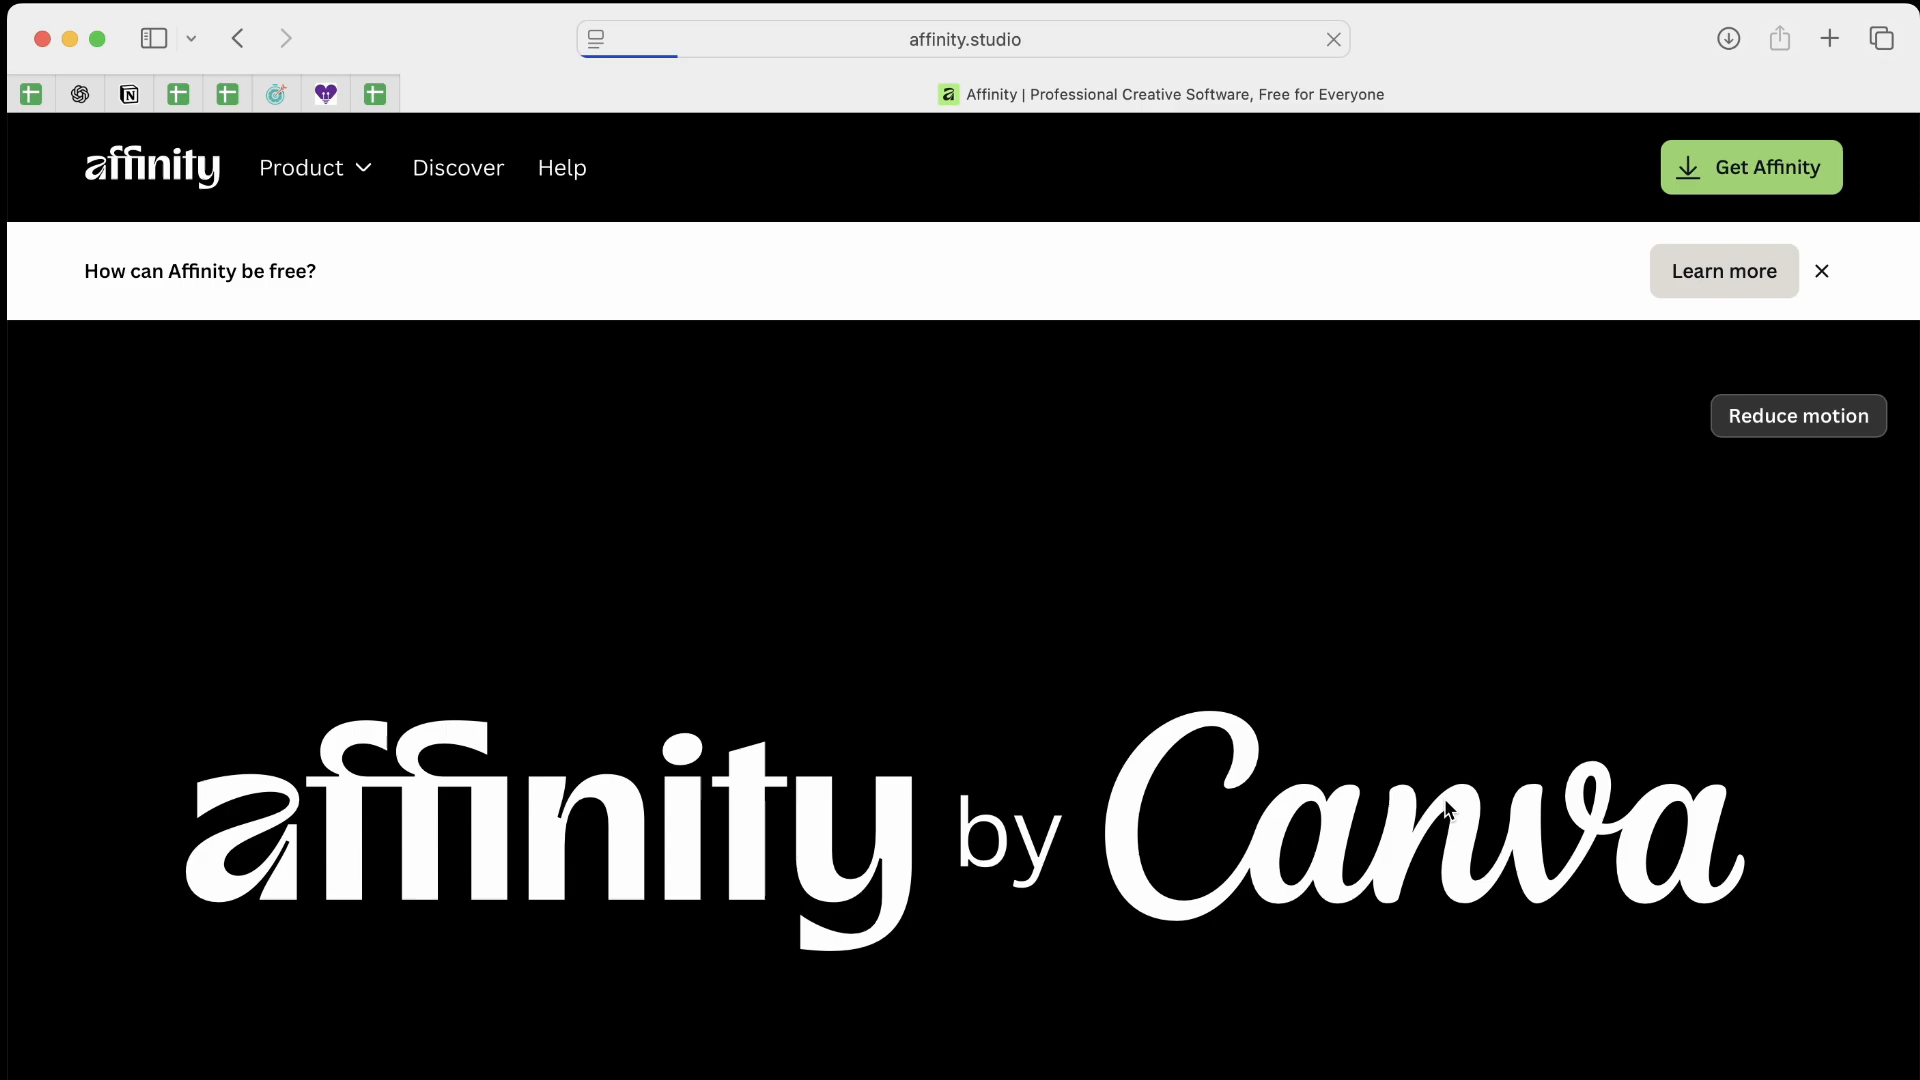 affinity.studio
Affinity | Professional Creative Software, Free for Everyone
affinity
Product
Discover
Help
Get Affinity
How can Affinity be free?
Learn more
Reduce motion
affinity by Canva